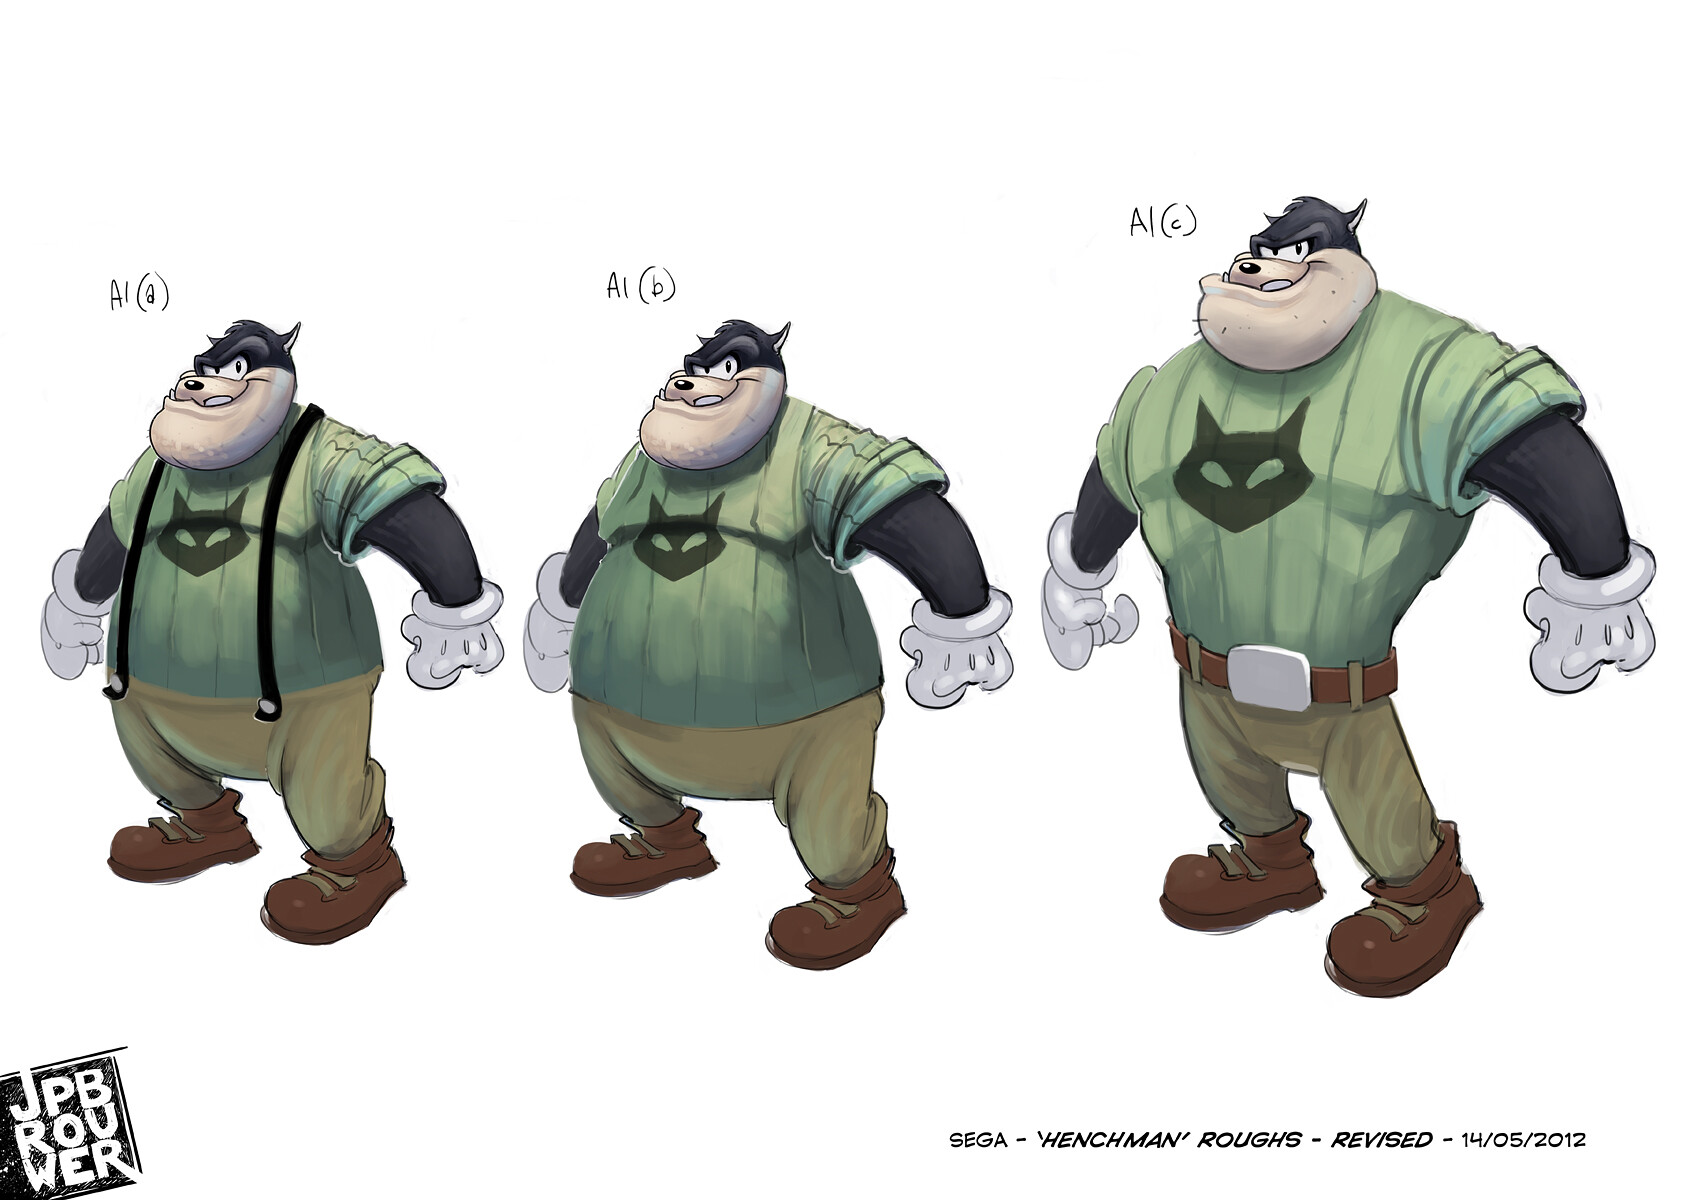 A1(c)
A1(a)
A1(b)
JPB
ROU
WER
SEGA - 'HENCHMAN' ROUGHS - REVISED - 14/05/2012